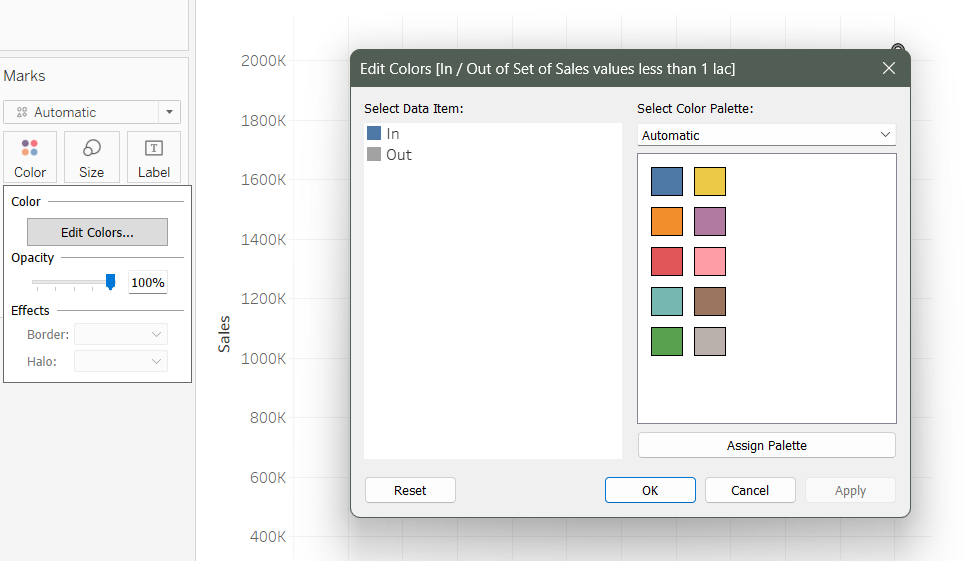 Marks
Automatic
Color
Size
Label
Color
Edit Colors...
Opacity
100%
Effects
Border:
Halo:
Sales
2000K
1800K
1600K
1400K
1200K
1000K
800K
600K
400K
Edit Colors [In / Out of Set of Sales values less than 1 lac]
Select Data Item:
In
Out
Select Color Palette:
Automatic
Assign Palette
Reset
OK
Cancel
Apply